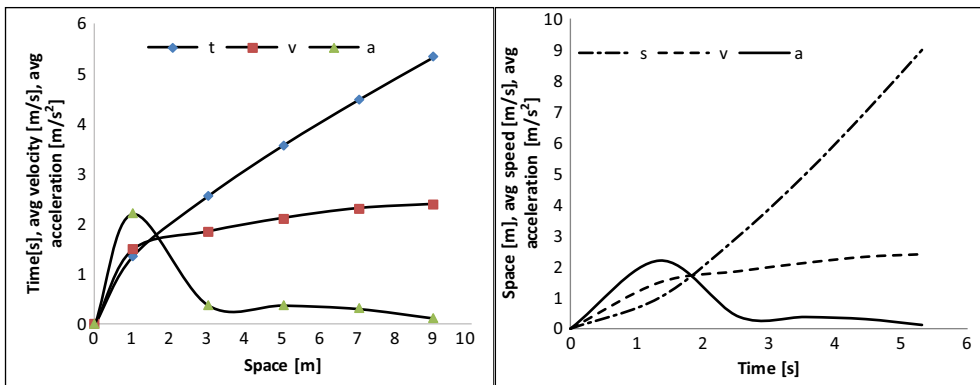 Time[s], avg velocity [m/s], avg
acceleration [m/s²]
6
5
4
3
2
1
0
t v a
0 2 3 4 5 6 7 8 9 10
Space [m]
Space [m], avg speed [m/s], avg
acceleration [m/s²]
10
9
8
7
6
5
4
3
2
1
0
s v a
0 1 2 3 4 5 6
Time [s]